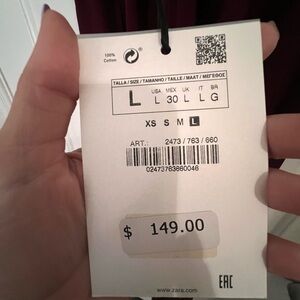 100%
Cotton
TALLA / SIZE / TAMANHO / TAILLE / MAAT / ΜΕΓΕΘΟΣ
L
USA MEX UK IT BR
L 30 L L G
XS S M L
ART.: 2473 / 763 / 660
02473763660046
$ 149.00
www.zara.com
EAC